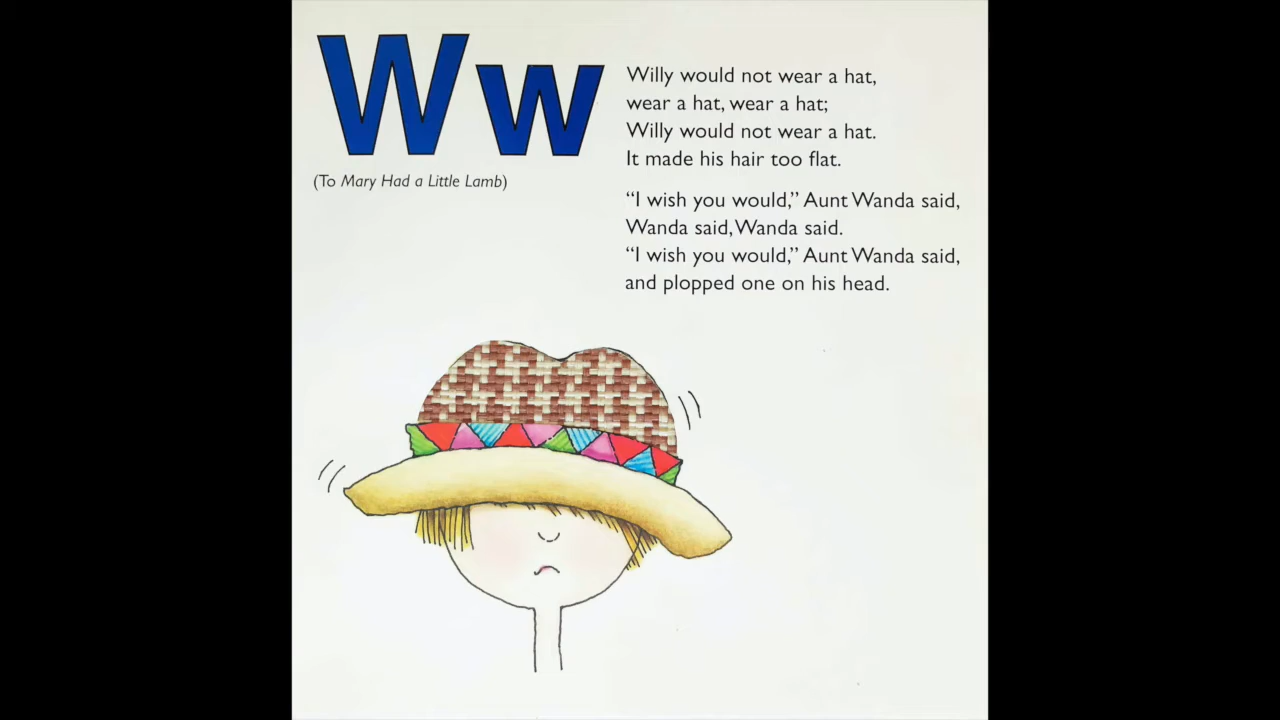 Ww
(To Mary Had a Little Lamb)
Willy would not wear a hat,
wear a hat, wear a hat;
Willy would not wear a hat.
It made his hair too flat.
“I wish you would,” Aunt Wanda said,
Wanda said, Wanda said.
“I wish you would,” Aunt Wanda said,
and plopped one on his head.